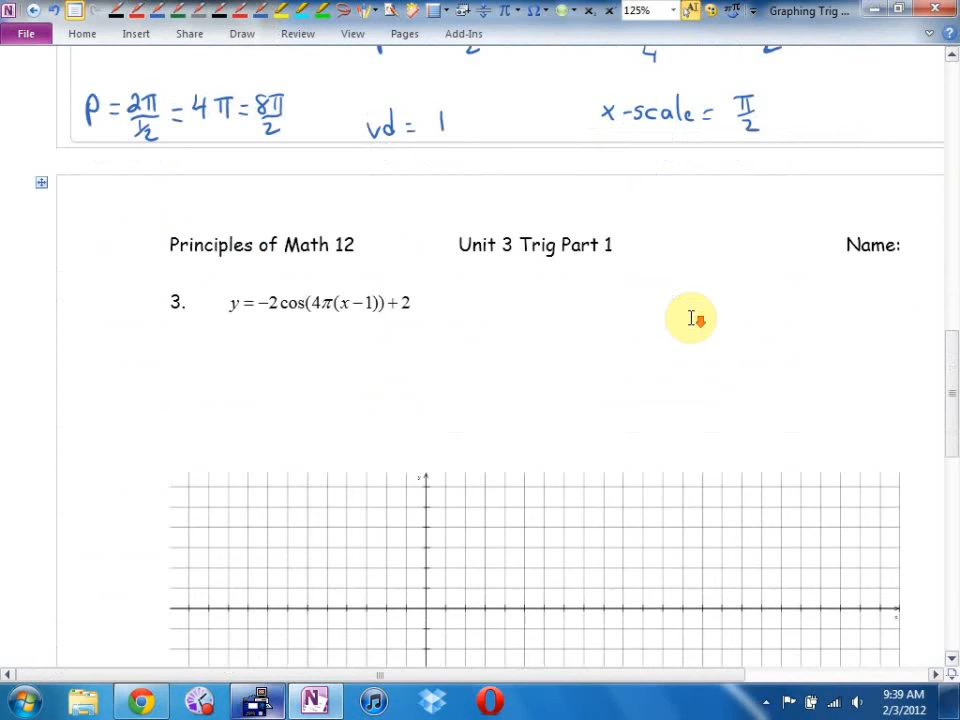 125%
Graphing Trig ...
File Home Insert Share Draw Review View Pages Add-Ins
P = 2π/½ = 4π = 8π/2
vd = 1
x-scale = π/2
Principles of Math 12 Unit 3 Trig Part 1 Name:
3. y = −2cos(4π(x−1))+2
9:39 AM
2/3/2012